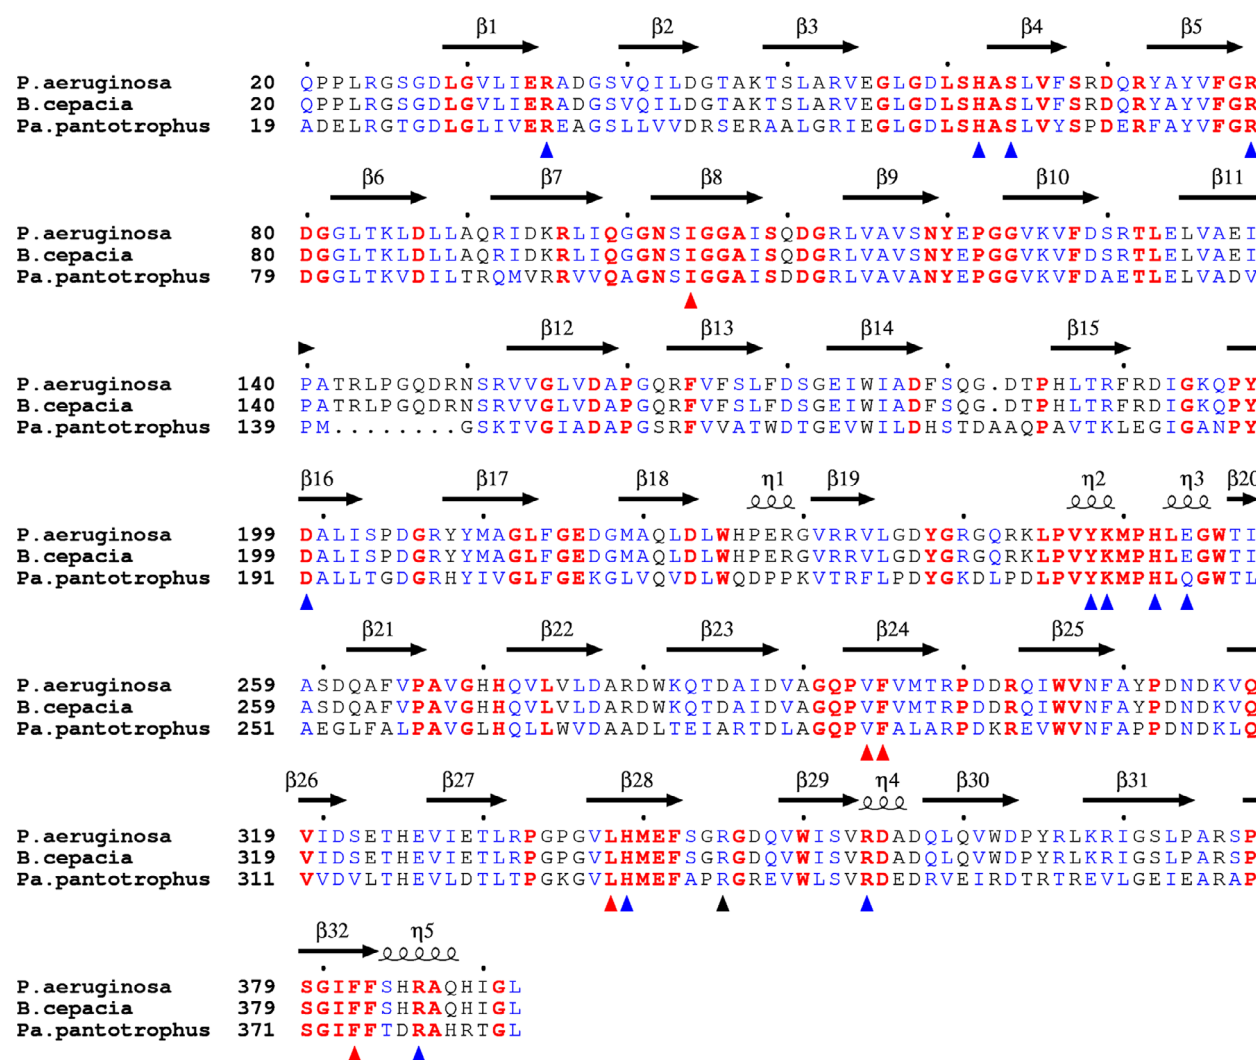 β1 β2 β3 β4 β5
P.aeruginosa 20 QPPLRGSGDLGVLIERADGSVQILDGTAKTSLARVEGLGDLSHASLVFSRDQRYAYVFGR
B.cepacia 20 QPPLRGSGDLGVLIERADGSVQILDGTAKTSLARVEGLGDLSHASLVFSRDQRYAYVFGR
Pa.pantotrophus 19 ADELRGTGDLGLIVEREAGSLLVVDRSERAALGRIEGLGDLSHASLVYSPDERFAYVFGR
β6 β7 β8 β9 β10 β11
P.aeruginosa 80 DGGLTKLDLLAQRIDKRLIQGGNSIGGAISQDGRLVAVSNYEPGGVKVFDSRTLELVAEI
B.cepacia 80 DGGLTKLDLLAQRIDKRLIQGGNSIGGAISQDGRLVAVSNYEPGGVKVFDSRTLELVAEI
Pa.pantotrophus 79 DGGLTKVDILTRQMVRRVVQAGNSIGGAISDDGRLVAVANYEPGGVKVFDAETLELVADV
β12 β13 β14 β15
P.aeruginosa 140 PATRLPGQDRNSRVVGLVDAPGQRFVFSLFDSGEIWIADFSQG.DTPHLTRFRDIGKQPY
B.cepacia 140 PATRLPGQDRNSRVVGLVDAPGQRFVFSLFDSGEIWIADFSQG.DTPHLTRFRDIGKQPY
Pa.pantotrophus 139 PM........GSKTVGIADAPGSRFVVATWDTGEVWILDHSTDAAQPAVTKLEGIGANPY
β16 β17 β18 η1 β19 η2 η3 β20
P.aeruginosa 199 DALISPDGRYYMAGLFGEDGMAQLDLWHPERGVRRVLGDYGRGQRKLPVYKMPHLEGWTI
B.cepacia 199 DALISPDGRYYMAGLFGEDGMAQLDLWHPERGVRRVLGDYGRGQRKLPVYKMPHLEGWTI
Pa.pantotrophus 191 DALLTGDGRHYIVGLFGEKGLVQVDLWQDPPKVTRFLPDYGKDLPDLPVYKMPHLQGWTL
β21 β22 β23 β24 β25
P.aeruginosa 259 ASDQAFVPAVGHHQVLVLDARDWKQTDAIDVAGQPVFVMTRPDDRQIWVNFAYPDNDKVQ
B.cepacia 259 ASDQAFVPAVGHHQVLVLDARDWKQTDAIDVAGQPVFVMTRPDDRQIWVNFAYPDNDKVQ
Pa.pantotrophus 251 AEGLFALPAVGLHQLLWVDAADLTEIARTDLAGQPVFALARPDKREVWVNFAPPDNDKLQ
β26 β27 β28 β29 η4 β30 β31
P.aeruginosa 319 VIDSETHEVIETLRPGPGVLHMEFSGRGDQVWISVRDADQLQVWDPYRLKRIGSLPARSP
B.cepacia 319 VIDSETHEVIETLRPGPGVLHMEFSGRGDQVWISVRDADQLQVWDPYRLKRIGSLPARSP
Pa.pantotrophus 311 VVDVLTHEVLDTLTPGKGVLHMEFAPRGREVWLSVRDEDRVEIRDTRTREVLGEIEARAP
β32 η5
P.aeruginosa 379 SGIFFSHRAQHIGL
B.cepacia 379 SGIFFSHRAQHIGL
Pa.pantotrophus 371 SGIFFTDRAHRTGL